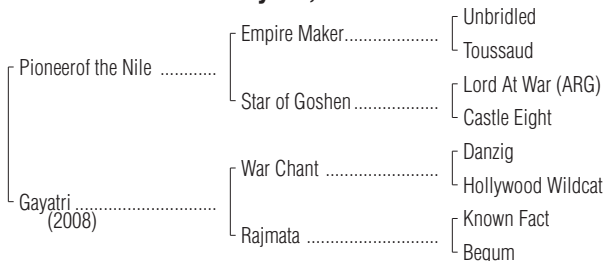 Unbridled
Empire Maker....................
Toussaud
Pioneerof the Nile ............
Lord At War (ARG)
Star of Goshen..................
Castle Eight
Danzig
War Chant ........................
Hollywood Wildcat
Gayatri ..............................
(2008)
Known Fact
Rajmata ............................
Begum